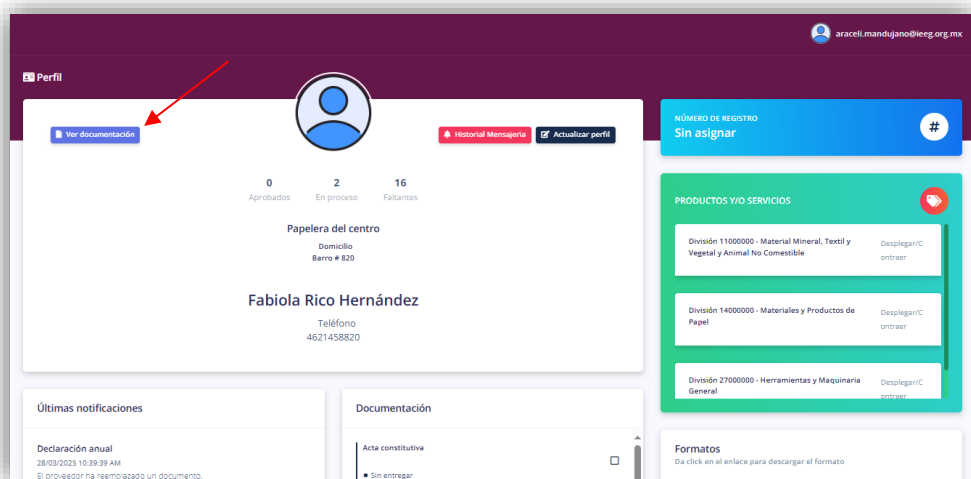 araceli.mandujano@ieeg.org.mx
Perfil
Ver documentación
Historial Mensajeria
Actualizar perfil
0
2
16
Aprobados
En proceso
Faltantes
Papelera del centro
Domicilio
Barro # 820
Fabiola Rico Hernández
Teléfono
4621458820
NÚMERO DE REGISTRO
Sin asignar
#
PRODUCTOS Y/O SERVICIOS
División 11000000 - Material Mineral, Textil y
Vegetal y Animal No Comestible
Desplegar/C
ontraer
División 14000000 - Materiales y Productos de
Papel
Desplegar/C
ontraer
División 27000000 - Herramientas y Maquinaria
General
Desplegar/C
ontraer
Últimas notificaciones
Declaración anual
28/03/2025 10:39:39 AM
El proveedor ha reemplazado un documento.
Documentación
Acta constitutiva
Sin entregar
Formatos
Da click en el enlace para descargar el formato